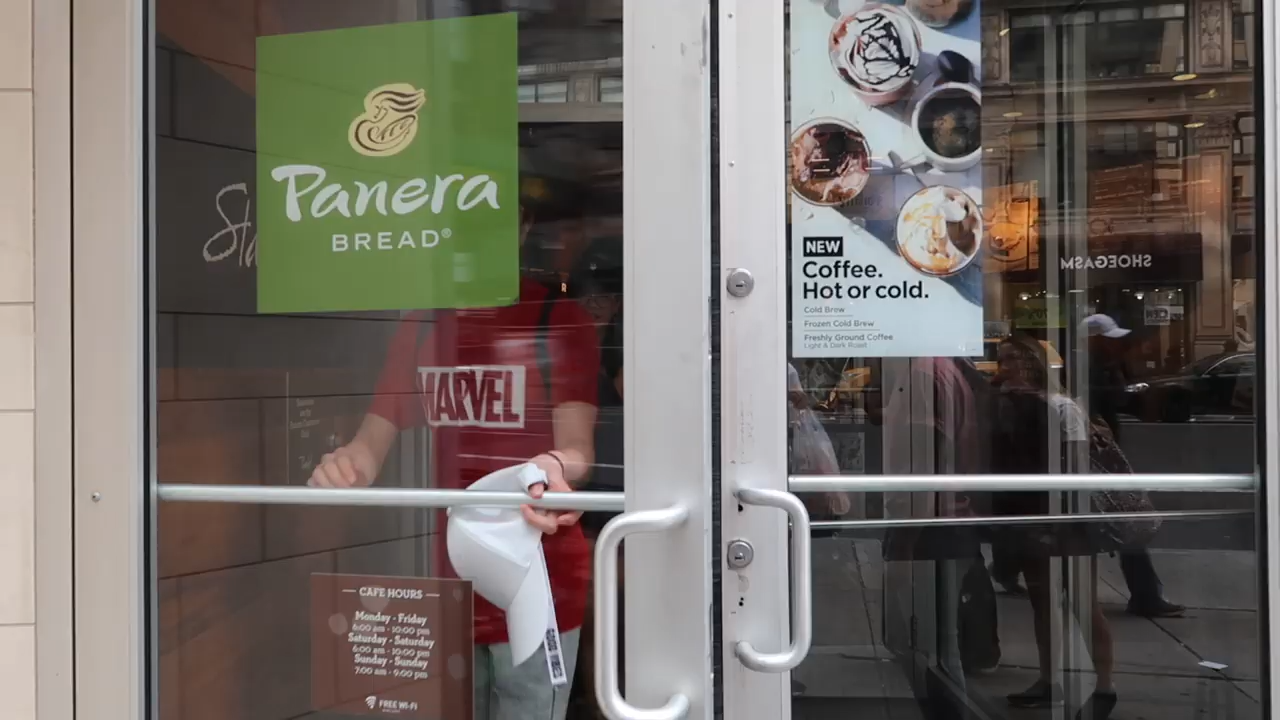 Panera
BREAD®
MARVEL
NEW
Coffee.
Hot or cold.
Cold Brew
Frozen Cold Brew
Freshly Ground Coffee
Light & Dark Roast
SHOEGASM
CAFE HOURS
Monday - Friday
6:00 am - 10:00 pm
Saturday - Saturday
6:00 am - 10:00 pm
Sunday - Sunday
7:00 am - 9:00 pm
FREE Wi-Fi